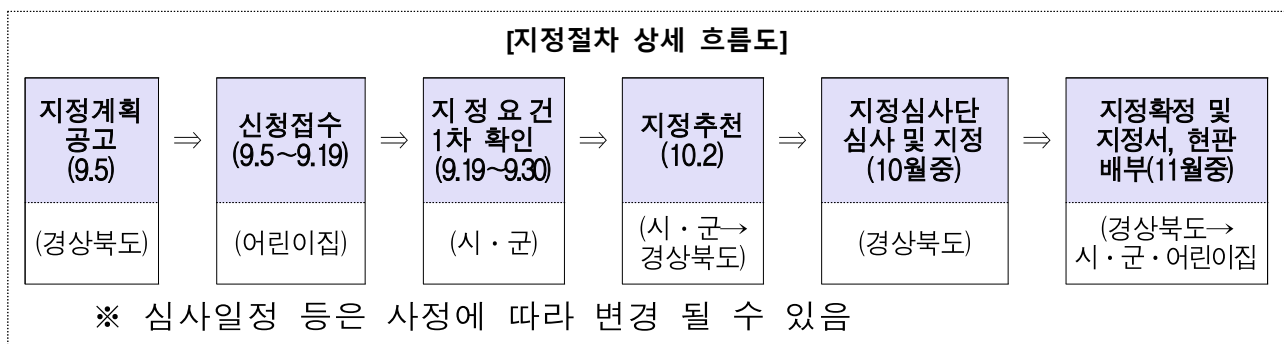 [지정절차 상세 흐름도]
지정계획
공고
(9.5)
(경상북도)
⇒
신청접수
(9.5~9.19)
(어린이집)
⇒
지 정 요 건
1차 확인
(9.19~9.30)
(시・군)
⇒
지정추천
(10.2)
(시・군→
경상북도)
⇒
지정심사단
심사 및 지정
(10월중)
(경상북도)
⇒
지정확정 및
지정서, 현판
배부(11월중)
(경상북도→
시・군・어린이집
※ 심사일정 등은 사정에 따라 변경 될 수 있음